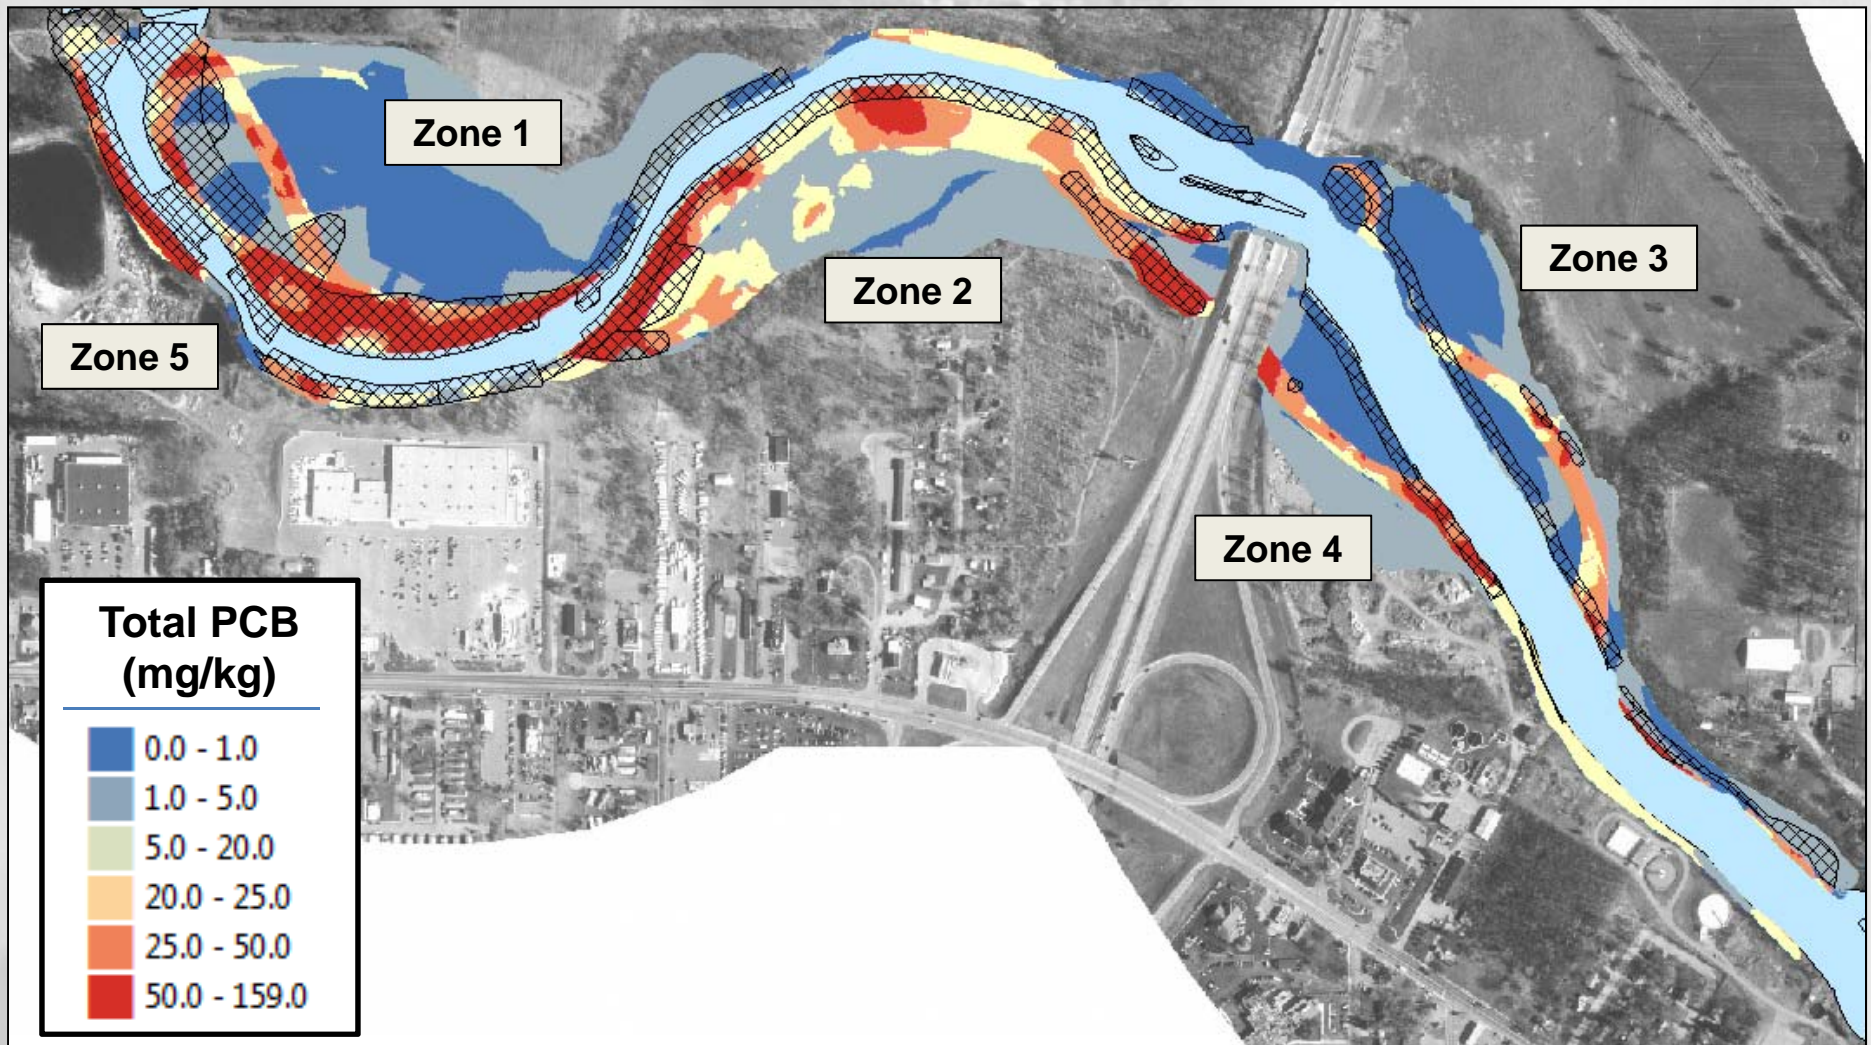 Zone 1
Zone 3
Zone 2
Zone 5
Zone 4
Total PCB
(mg/kg)
0.0 - 1.0
1.0 - 5.0
5.0 - 20.0
20.0 - 25.0
25.0 - 50.0
50.0 - 159.0